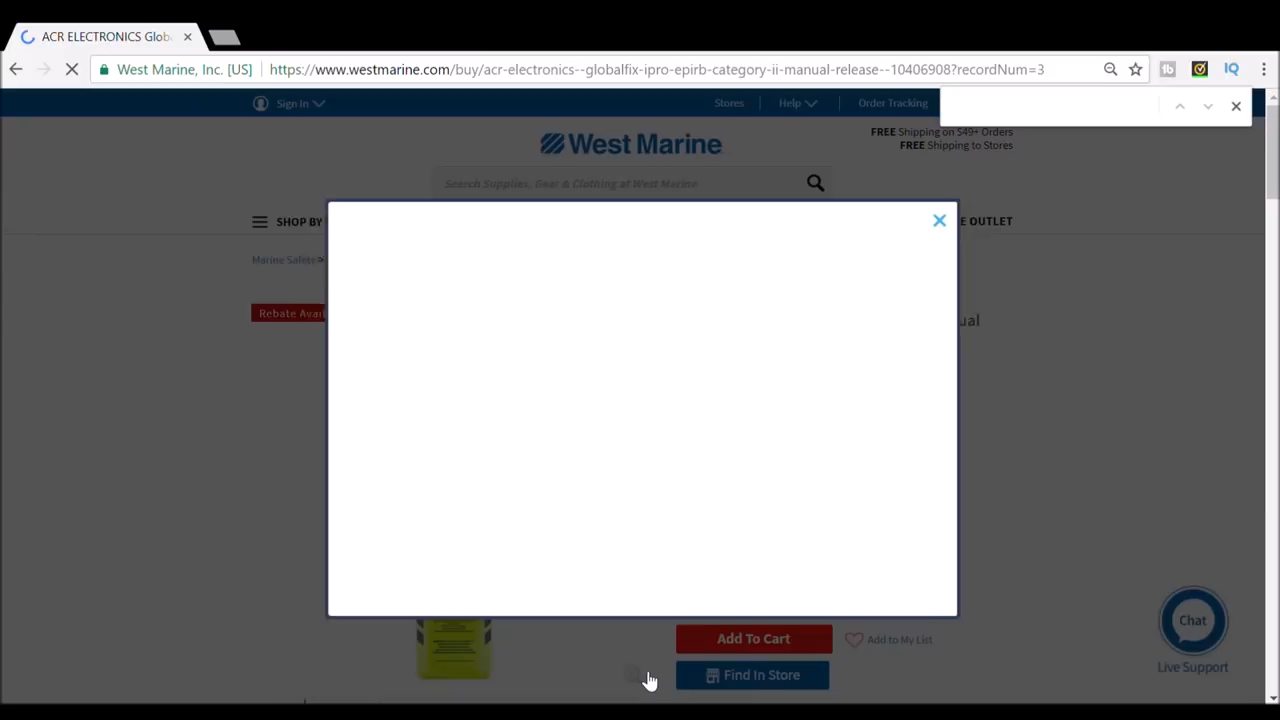 ACR ELECTRONICS Glob
West Marine, Inc. [US]
https://www.westmarine.com/buy/acr-electronics--globalfix-ipro-epirb-category-ii-manual-release--10406908?recordNum=3
Sign In
Stores
Help
Order Tracking
West Marine
FREE Shipping on $49+ Orders
FREE Shipping to Stores
Search Supplies, Gear & Clothing at West Marine
SHOP BY
E OUTLET
Marine Safety>
Rebate Avail
ual
Add To Cart
Add to My List
Find In Store
Chat
Live Support